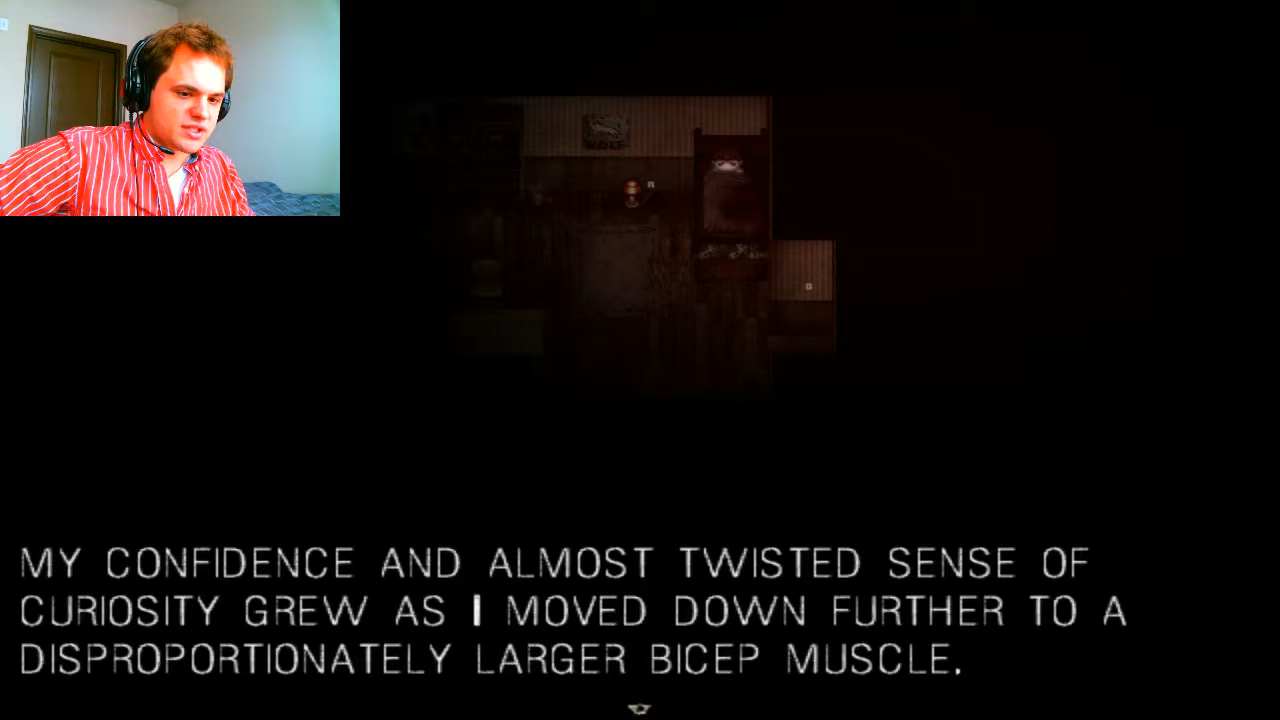 MY CONFIDENCE AND ALMOST TWISTED SENSE OF
CURIOSITY GREW AS I MOVED DOWN FURTHER TO A
DISPROPORTIONATELY LARGER BICEP MUSCLE.